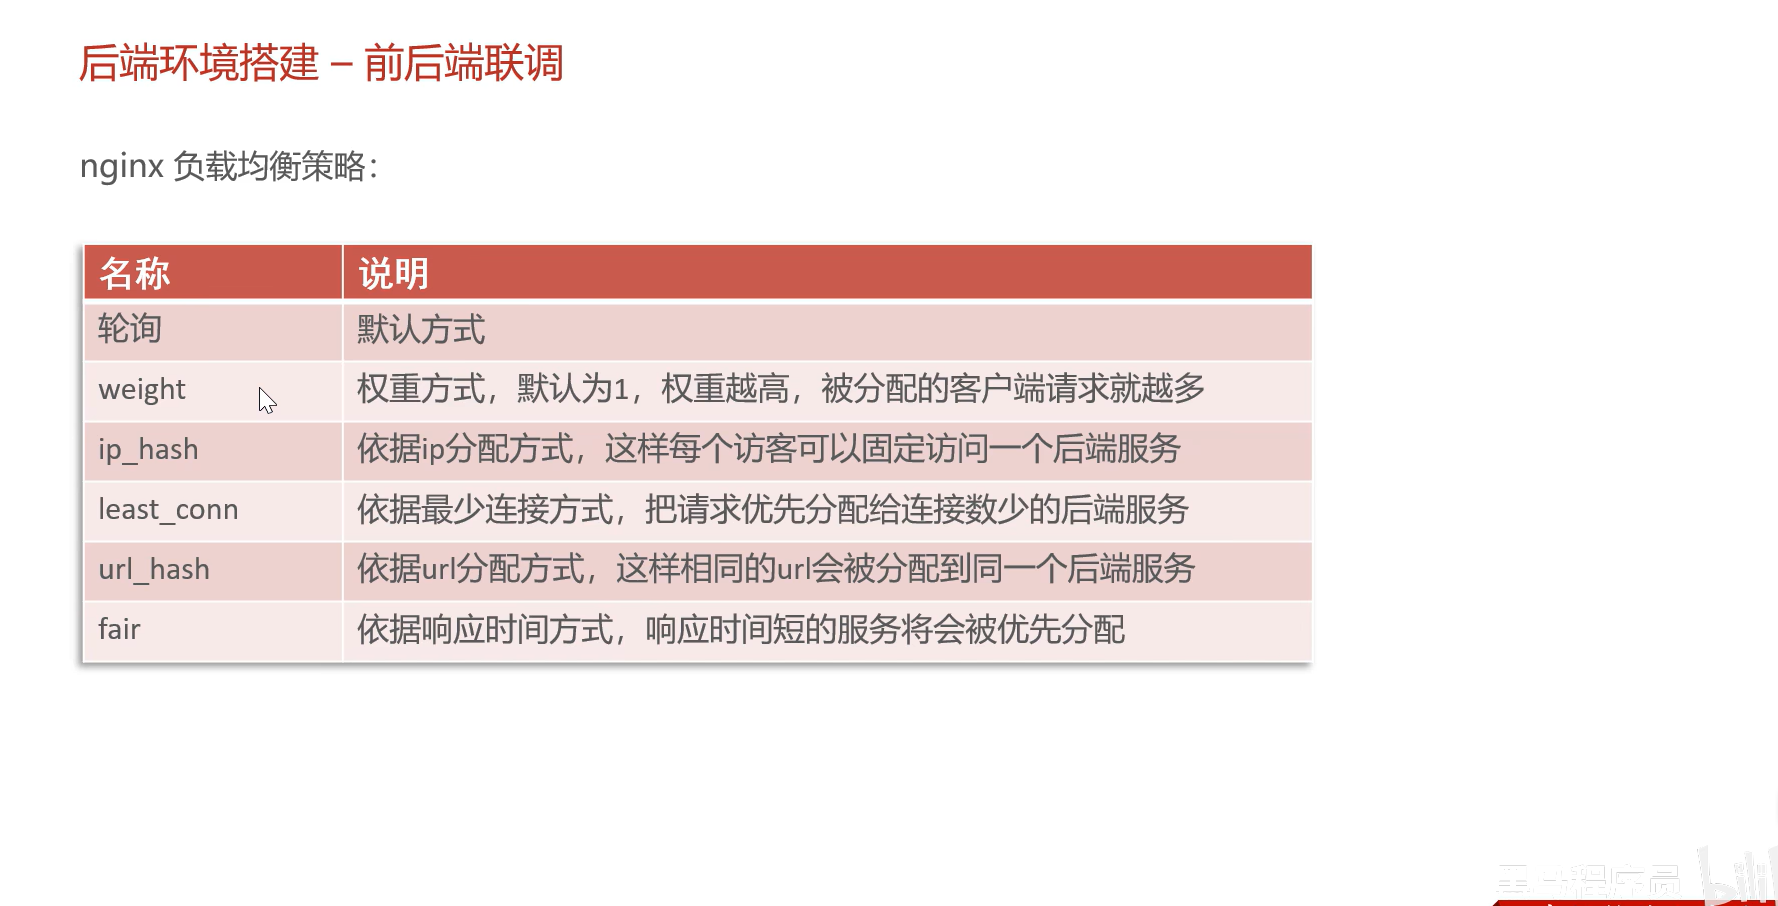 后端环境搭建 – 前后端联调
nginx 负载均衡策略：
名称 说明
轮询 默认方式
weight 权重方式，默认为1，权重越高，被分配的客户端请求就越多
ip_hash 依据ip分配方式，这样每个访客可以固定访问一个后端服务
least_conn 依据最少连接方式，把请求优先分配给连接数少的后端服务
url_hash 依据url分配方式，这样相同的url会被分配到同一个后端服务
fair 依据响应时间方式，响应时间短的服务将会被优先分配
黑马程序员